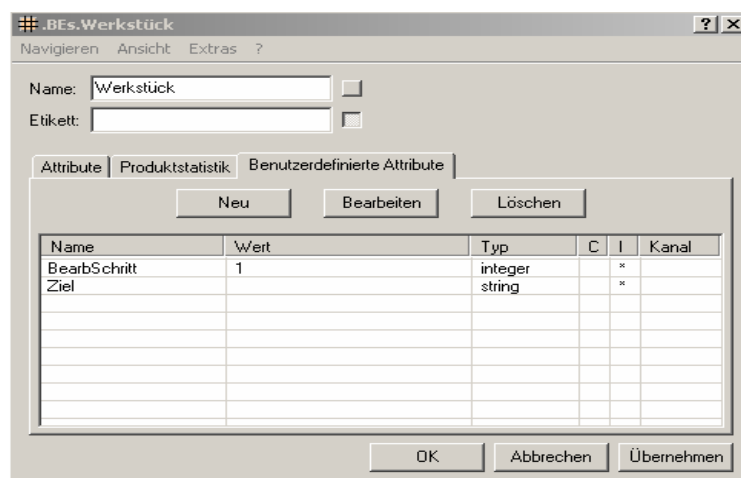 .BEs.Werkstück
Navigieren Ansicht Extras ?
Name: Werkstück
Etikett:
Attribute Produktstatistik Benutzerdefinierte Attribute
Neu Bearbeiten Löschen
Name Wert Typ C I Kanal
BearbSchritt 1 integer *
Ziel string *
OK Abbrechen Übernehmen